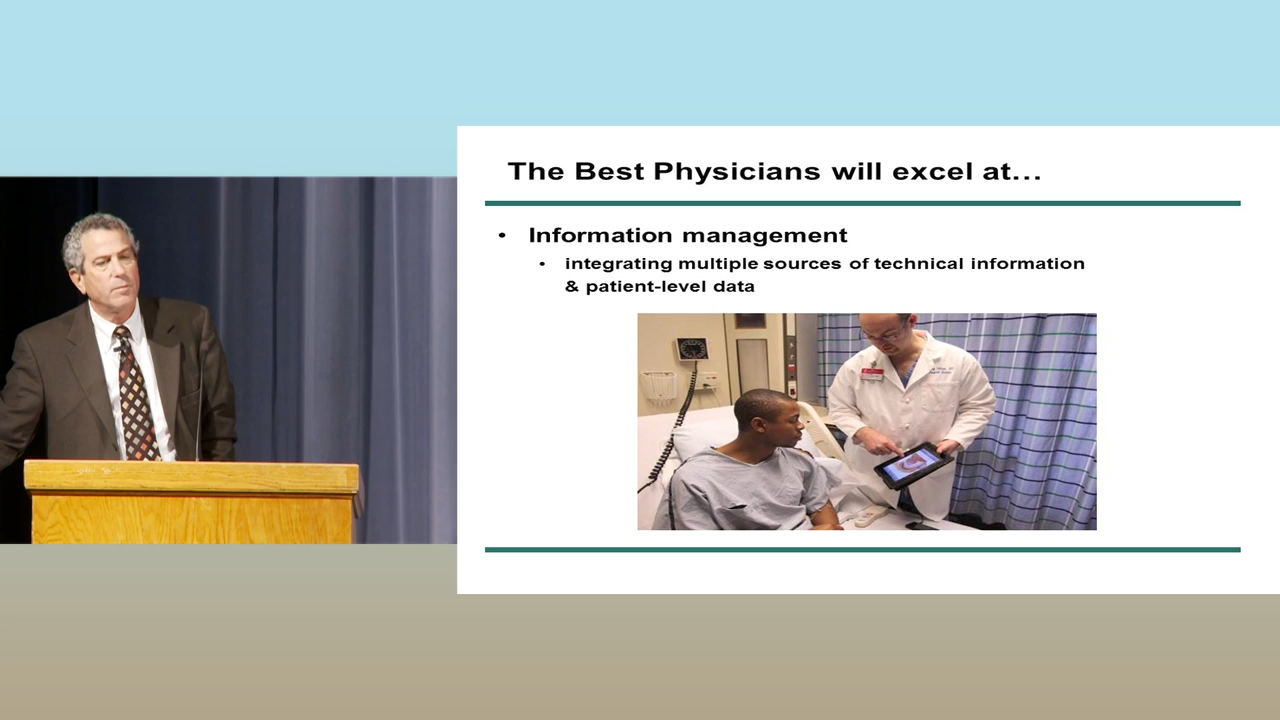 The Best Physicians will excel at…
• Information management
• integrating multiple sources of technical information
& patient-level data